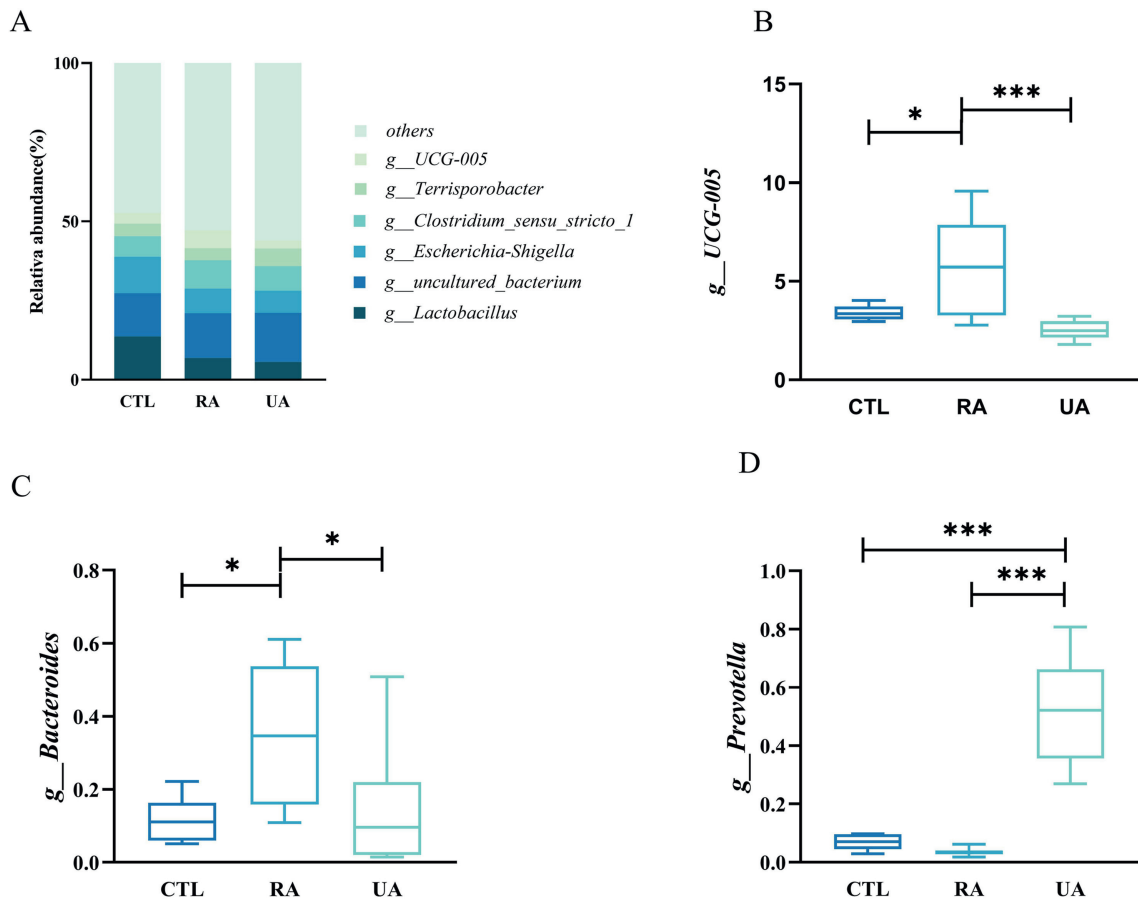 A
Relativa abundance(%)
100
50
0
CTL RA UA
others
g__UCG-005
g__Terrisporobacter
g__Clostridium_sensu_stricto_1
g__Escherichia-Shigella
g__uncultured_bacterium
g__Lactobacillus
B
g__UCG-005
15
10
5
0
* ***
CTL RA UA
C
g__Bacteroides
0.8
0.6
0.4
0.2
0.0
* *
CTL RA UA
D
g__Prevotella
1.0
0.8
0.6
0.4
0.2
0.0
***
***
CTL RA UA